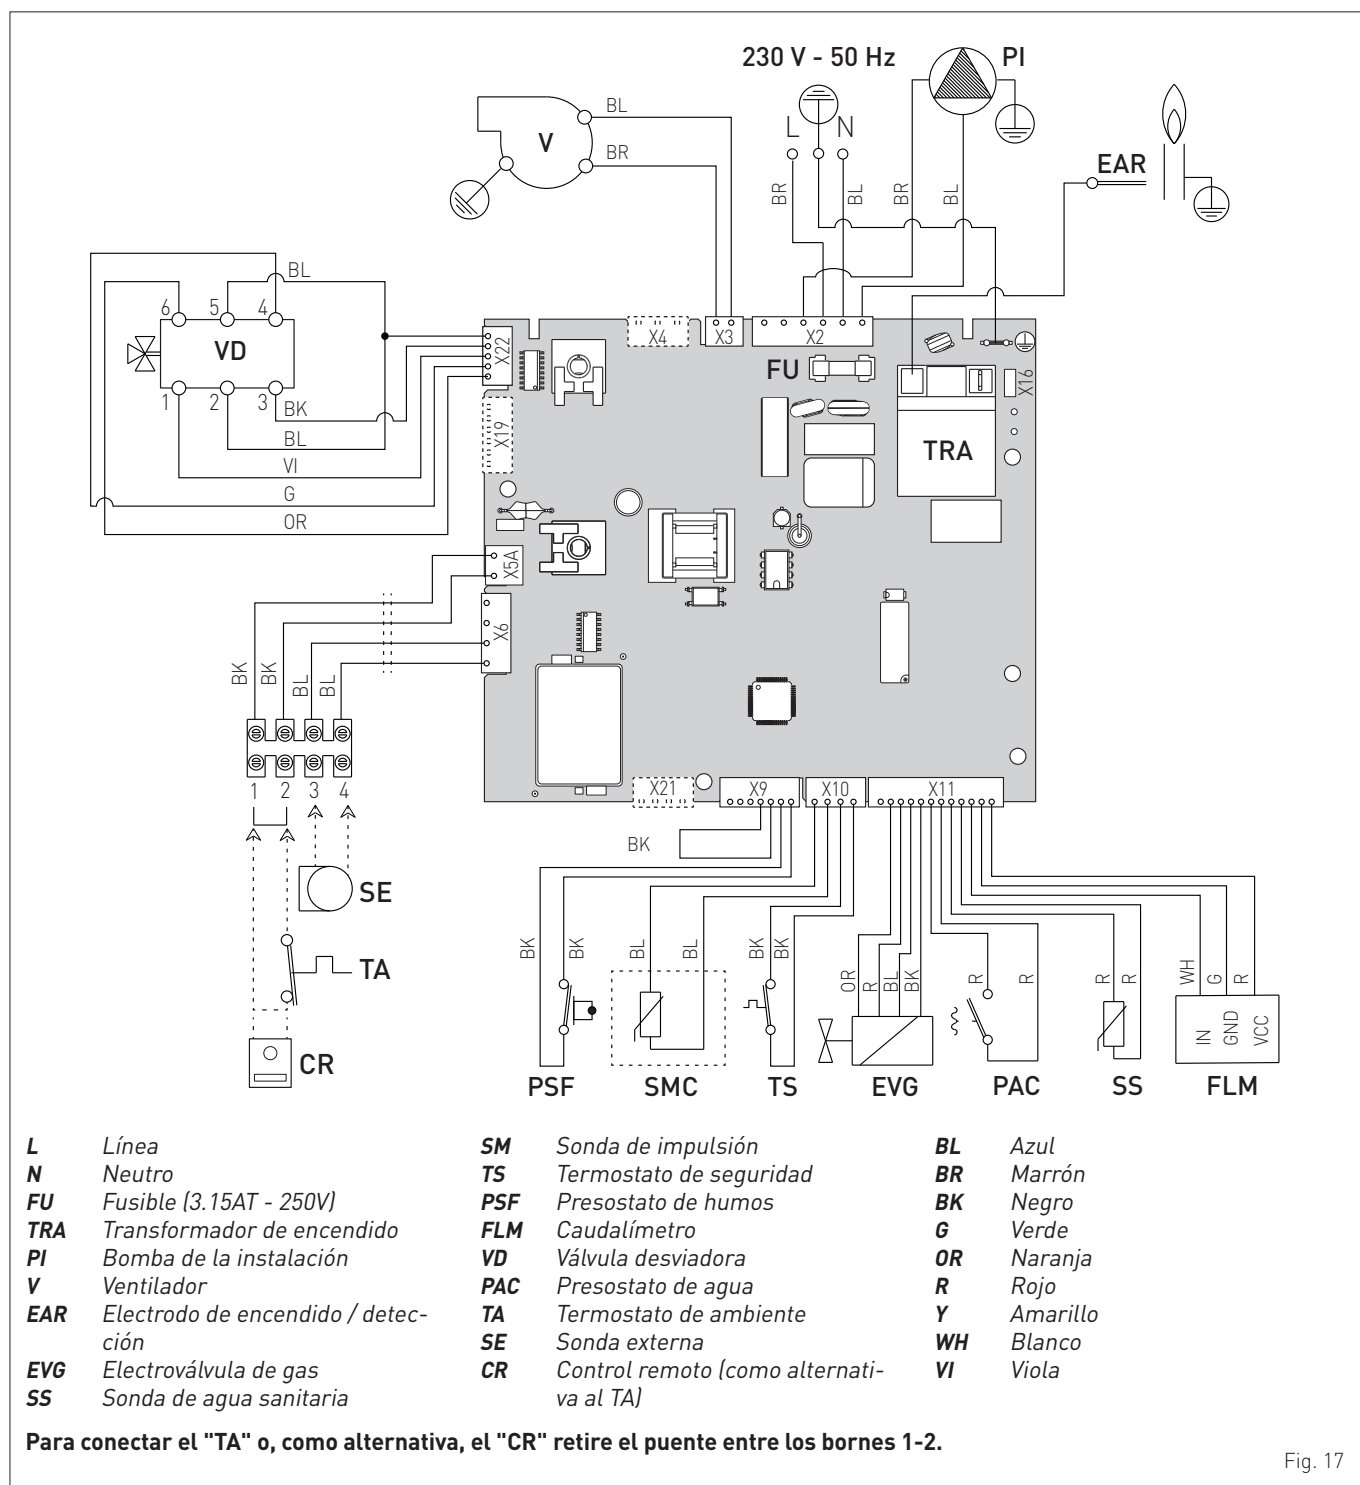 230 V - 50 Hz
PI
BL
V
BR
L
N
BR
BL
BR
BL
EAR
BL
6
5
4
VD
1
2
3
BK
BL
VI
G
OR
X22
X4
X3
X2
FU
X16
X19
TRA
X5A
X6
BK
BK
BL
BL
1
2
3
4
X21
X9
X10
X11
BK
SE
TA
CR
BK
BK
BL
BL
BK
BK
OR
R
BL
BK
R
R
R
R
WH
G
R
IN
GND
VCC
PSF
SMC
TS
EVG
PAC
SS
FLM
L Línea
N Neutro
FU Fusible (3.15AT - 250V)
TRA Transformador de encendido
PI Bomba de la instalación
V Ventilador
EAR Electrodo de encendido / detec-
ción
EVG Electroválvula de gas
SS Sonda de agua sanitaria
SM Sonda de impulsión
TS Termostato de seguridad
PSF Presostato de humos
FLM Caudalímetro
VD Válvula desviadora
PAC Presostato de agua
TA Termostato de ambiente
SE Sonda externa
CR Control remoto (como alternati-
va al TA)
BL Azul
BR Marrón
BK Negro
G Verde
OR Naranja
R Rojo
Y Amarillo
WH Blanco
VI Viola
Para conectar el "TA" o, como alternativa, el "CR" retire el puente entre los bornes 1-2.
Fig. 17